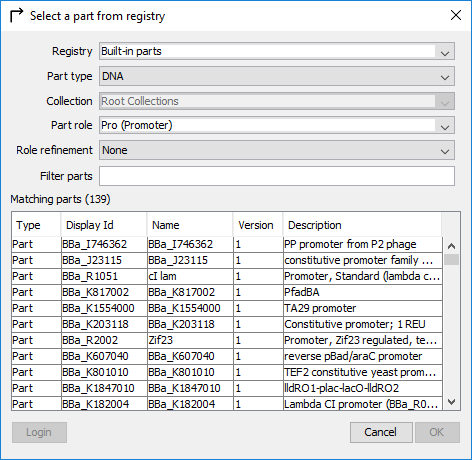 Select a part from registry
Registry Built-in parts
Part type DNA
Collection Root Collections
Part role Pro (Promoter)
Role refinement None
Filter parts
Matching parts (139)
Type Display Id Name Version Description
Part BBa_I746362 BBa_I746362 1 PP promoter from P2 phage
Part BBa_J23115 BBa_J23115 1 constitutive promoter family ...
Part BBa_R1051 cI lam 1 Promoter, Standard (lambda c...
Part BBa_K817002 BBa_K817002 1 PfadBA
Part BBa_K1554000 BBa_K1554000 1 TA29 promoter
Part BBa_K203118 BBa_K203118 1 Constitutive promoter; 1 REU
Part BBa_R2002 Zif23 1 Promoter, Zif23 regulated, te...
Part BBa_K607040 BBa_K607040 1 reverse pBad/araC promoter
Part BBa_K801010 BBa_K801010 1 TEF2 constitutive yeast prom...
Part BBa_K1847010 BBa_K1847010 1 lldRO1-plac-lacO-lldRO2
Part BBa_K182004 BBa_K182004 1 Lambda CI promoter (BBa_R0...
Login Cancel OK